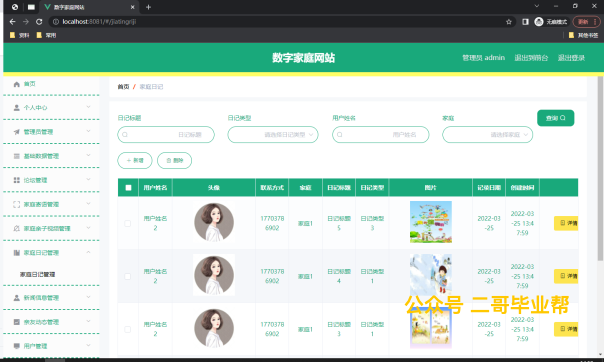 数字家庭网站
localhost:8081/#/jiatingriji
无痕模式
更新
资料
常用
其他书签
数字家庭网站
管理员 admin
退出到前台
退出登录
首页
个人中心
管理员管理
基础数据管理
论坛管理
家庭亲子视频管理
家庭日记管理
家庭日记管理
新闻信息管理
亲友动态管理
用户管理
首页 / 家庭日记
日记标题
日记类型
用户姓名
家庭
日记标题
请选择日记类型
用户姓名
请选择家庭
查询
+ 新增
删除
用户姓名 头像 联系方式 家庭 日记标题 日记类型 图片 记录日期 创建时间
用户姓名2 17703786902 家庭1 日记标题5 日记类型3 2022-03-25 2022-03-25 13:47:59 详情
用户姓名2 17703786902 家庭1 日记标题4 日记类型1 2022-03-25 2022-03-25 13:47:59 详情
用户姓名2 17703786902 家庭1 日记标题3 日记类型1 2022-03-25 2022-03-25 13:47:59 详情
公众号 二哥毕业帮